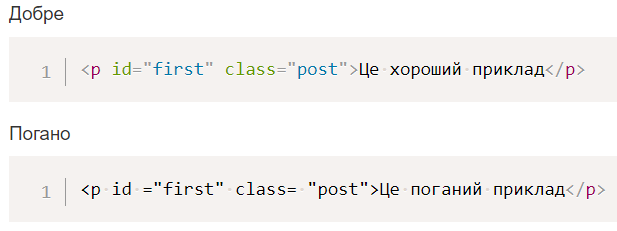 Добре
1 <p id="first" class="post">Це хороший приклад</p>
Погано
1 <p id ="first" class= "post">Це поганий приклад</p>